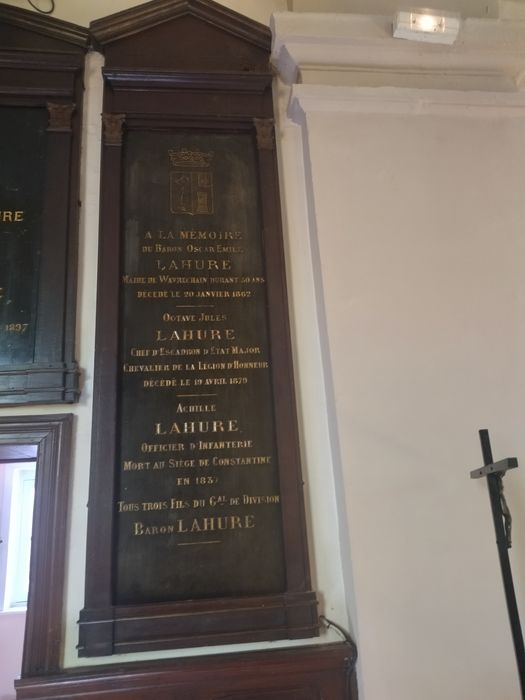 A LA MÉMOIRE
DU BARON OSCAR EMILE
LAHURE
MAIRE DE WAVRECHAIN DURANT 30 ANS
DÉCÉDÉ LE 20 JANVIER 1862
OCTAVE JULES
LAHURE
CHEF D'ESCADRON D'ETAT MAJOR
CHEVALIER DE LA LÉGION D'HONNEUR
DÉCÉDÉ LE 19 AVRIL 1879
ACHILLE
LAHURE
OFFICIER D'INFANTERIE
MORT AU SIÈGE DE CONSTANTINE
EN 1837
TOUS TROIS FILS DU GAL DE DIVISION
BARON LAHURE
1897